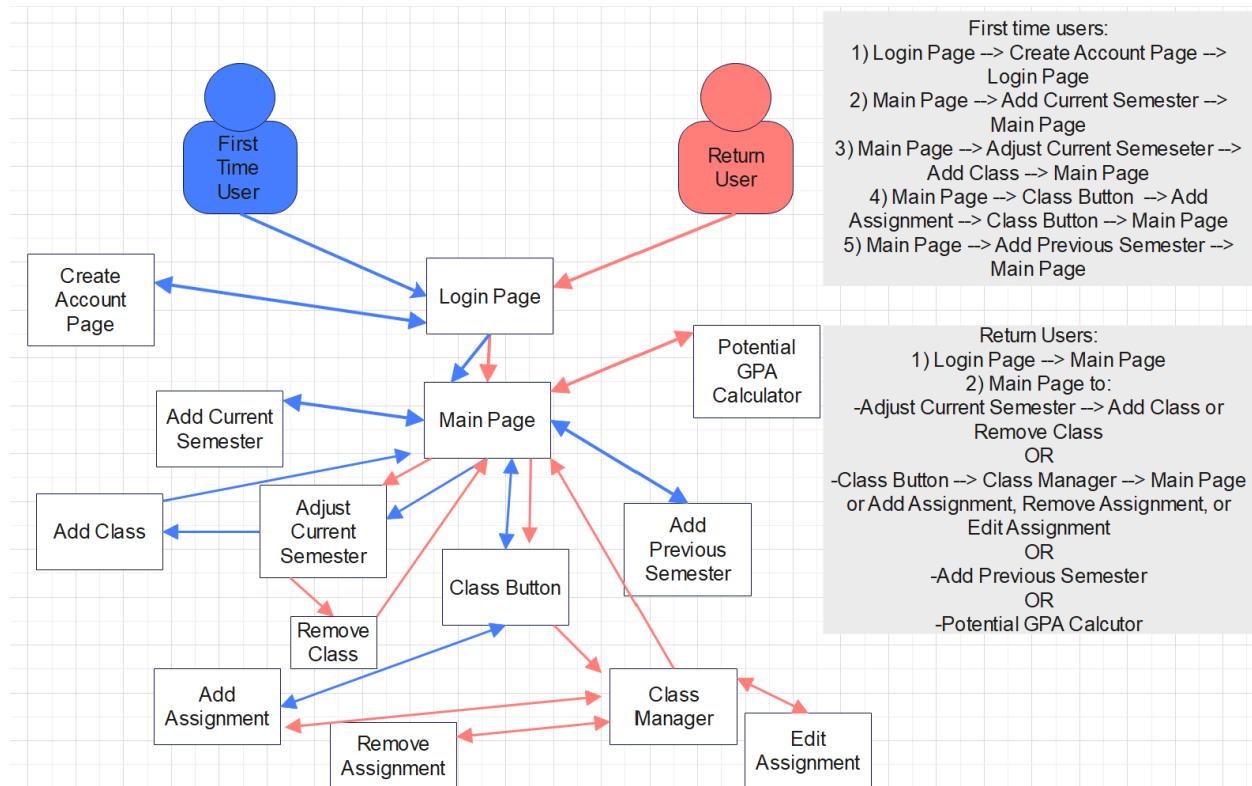 First
Time
User
Return
User
Create
Account
Page
Login Page
Potential
GPA
Calculator
Add Current
Semester
Main Page
Add Class
Adjust
Current
Semester
Class Button
Add
Previous
Semester
Remove
Class
Add
Assignment
Remove
Assignment
Class
Manager
Edit
Assignment
First time users:
1) Login Page --> Create Account Page -->
Login Page
2) Main Page --> Add Current Semester -->
Main Page
3) Main Page --> Adjust Current Semeseter -->
Add Class --> Main Page
4) Main Page --> Class Button --> Add
Assignment --> Class Button --> Main Page
5) Main Page --> Add Previous Semester -->
Main Page
Return Users:
1) Login Page --> Main Page
2) Main Page to:
-Adjust Current Semester --> Add Class or
Remove Class
OR
-Class Button --> Class Manager --> Main Page
or Add Assignment, Remove Assignment, or
Edit Assignment
OR
-Add Previous Semester
OR
-Potential GPA Calcutor